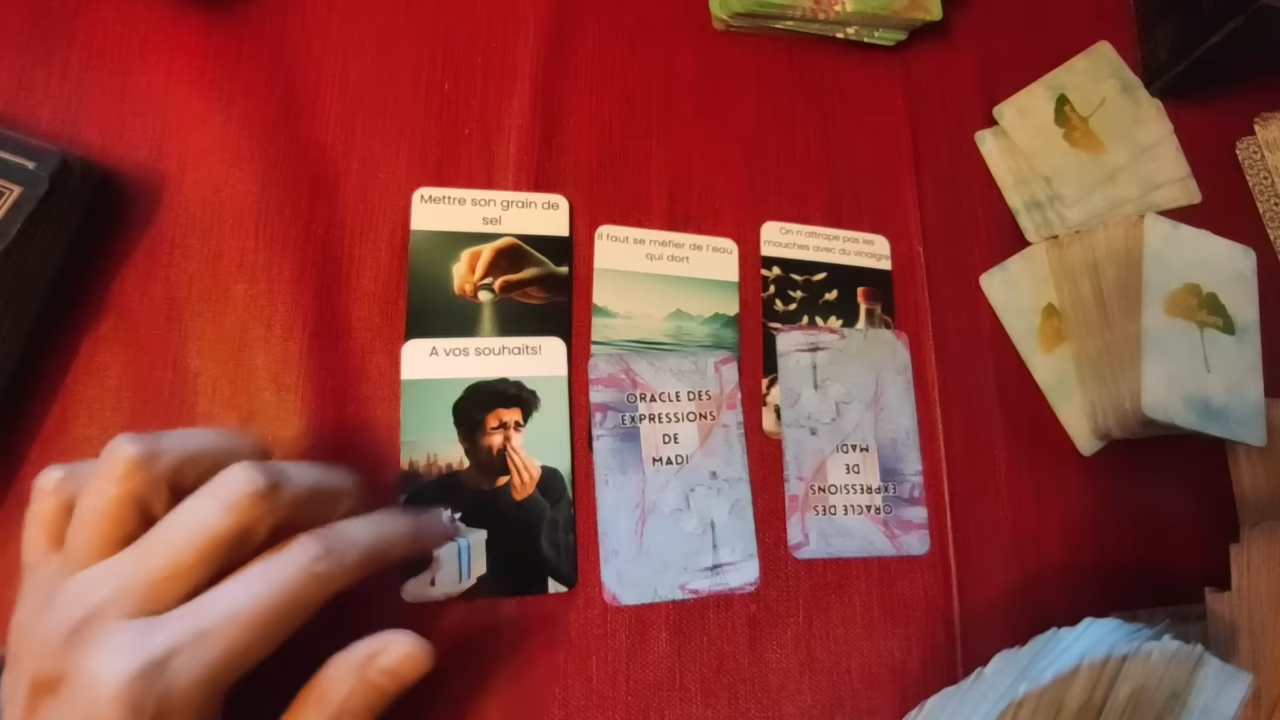 Mettre son grain de
sel
A vos souhaits!
Il faut se méfier de l'eau
qui dort
ORACLE DES
EXPRESSIONS
DE
MADI
On n'attrape pas les
mouches avec du vinaigre
ORACLE DES
EXPRESSIONS
DE
MADI